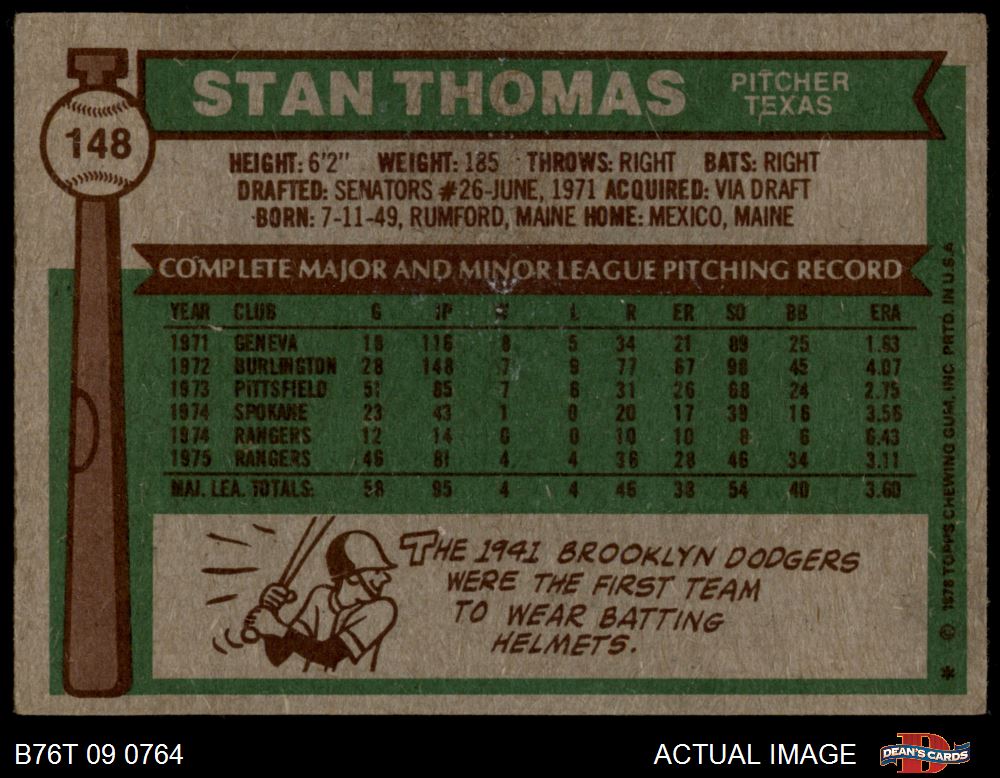 STAN THOMAS
PITCHER
TEXAS
148
HEIGHT: 6'2" WEIGHT: 185 THROWS: RIGHT BATS: RIGHT
DRAFTED: SENATORS #26-JUNE, 1971 ACQUIRED: VIA DRAFT
BORN: 7-11-49, RUMFORD, MAINE HOME: MEXICO, MAINE
COMPLETE MAJOR AND MINOR LEAGUE PITCHING RECORD
YEAR CLUB G IP W L R ER SO BB ERA
1971 GENEVA 18 116 8 5 34 21 89 25 1.63
1972 BURLINGTON 28 148 7 9 77 67 98 45 4.07
1973 PITTSFIELD 51 85 7 6 31 26 68 24 2.75
1974 SPOKANE 23 43 1 0 20 17 39 16 3.56
1974 RANGERS 12 14 0 0 10 10 8 6 6.43
1975 RANGERS 46 81 4 4 36 28 46 34 3.11
MAJ. LEA. TOTALS: 58 95 4 4 46 38 54 40 3.60
THE 1941 BROOKLYN DODGERS
WERE THE FIRST TEAM
TO WEAR BATTING
HELMETS.
* © 1976 TOPPS CHEWING GUM, INC. PRTD. IN U.S.A.
B76T 09 0764
ACTUAL IMAGE
DEAN'S CARDS